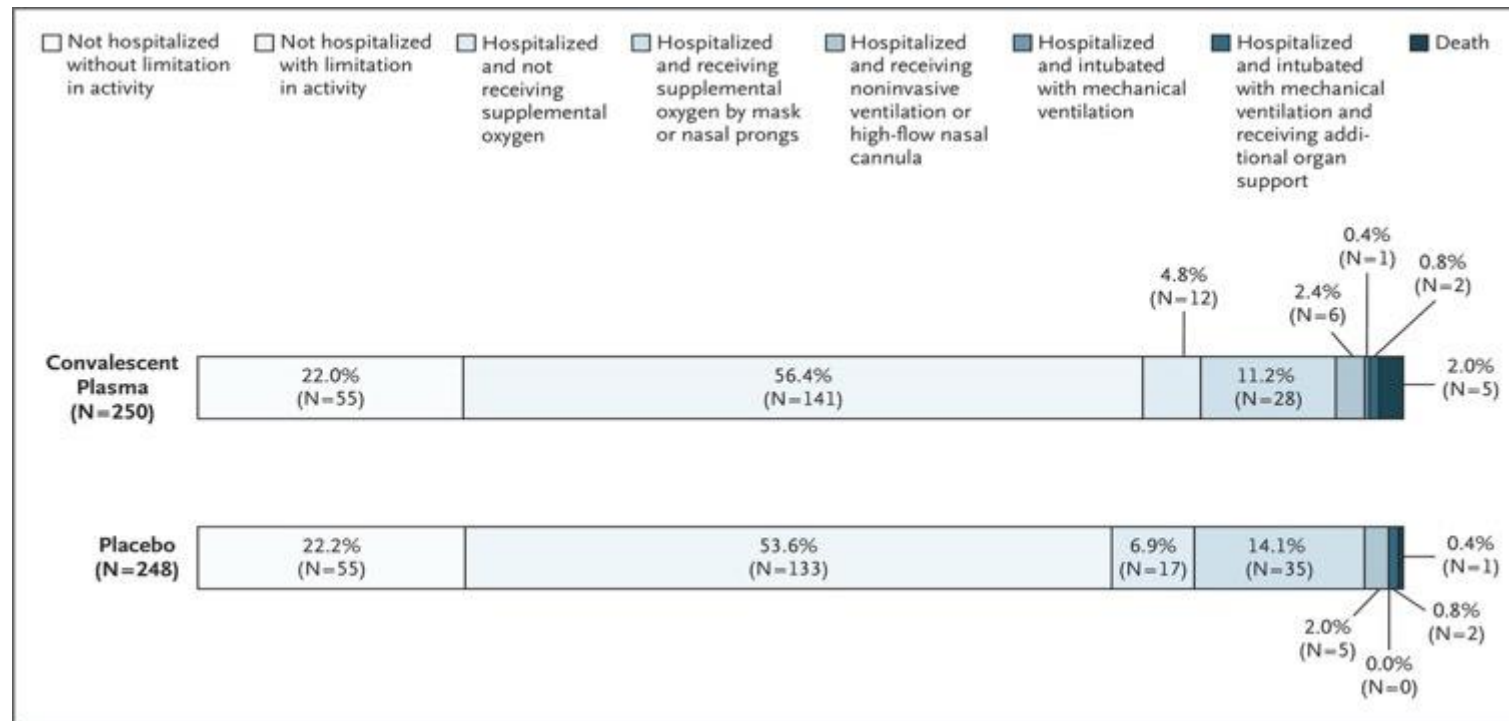 Not hospitalized
without limitation
in activity
Not hospitalized
with limitation
in activity
Hospitalized
and not
receiving
supplemental
oxygen
Hospitalized
and receiving
supplemental
oxygen by mask
or nasal prongs
Hospitalized
and receiving
noninvasive
ventilation or
high-flow nasal
cannula
Hospitalized
and intubated
with mechanical
ventilation
Hospitalized
and intubated
with mechanical
ventilation and
receiving addi-
tional organ
support
Death
Convalescent
Plasma
(N=250)
22.0%
(N=55)
56.4%
(N=141)
4.8%
(N=12)
11.2%
(N=28)
2.4%
(N=6)
0.4%
(N=1)
0.8%
(N=2)
2.0%
(N=5)
Placebo
(N=248)
22.2%
(N=55)
53.6%
(N=133)
6.9%
(N=17)
14.1%
(N=35)
2.0%
(N=5)
0.0%
(N=0)
0.8%
(N=2)
0.4%
(N=1)